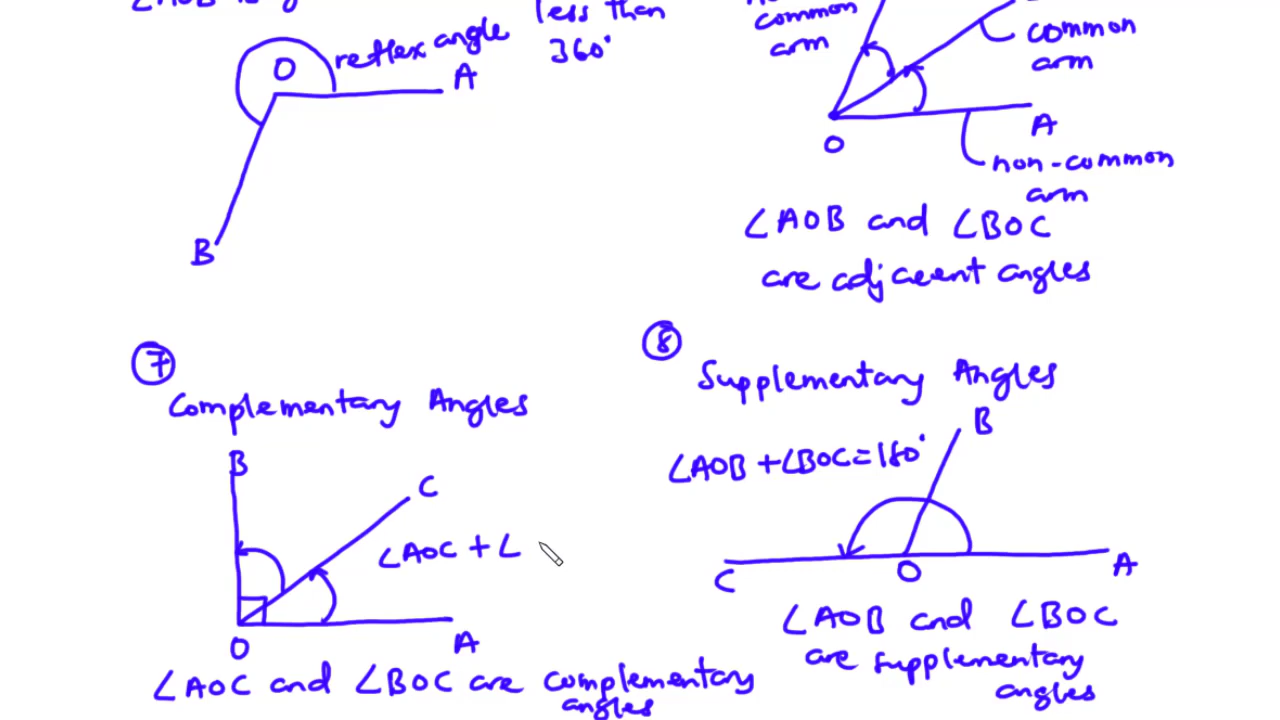 less than
360°
reflex angle
O
A
B
common
arm
common
arm
O
A
non-common
arm
∠AOB and ∠BOC
are adjacent angles
7
Complementary Angles
B
C
∠AOC + ∠
O
A
∠AOC and ∠BOC are complementary
angles
8
Supplementary Angles
B
∠AOB + ∠BOC = 180°
C
O
A
∠AOB and ∠BOC
are supplementary
angles